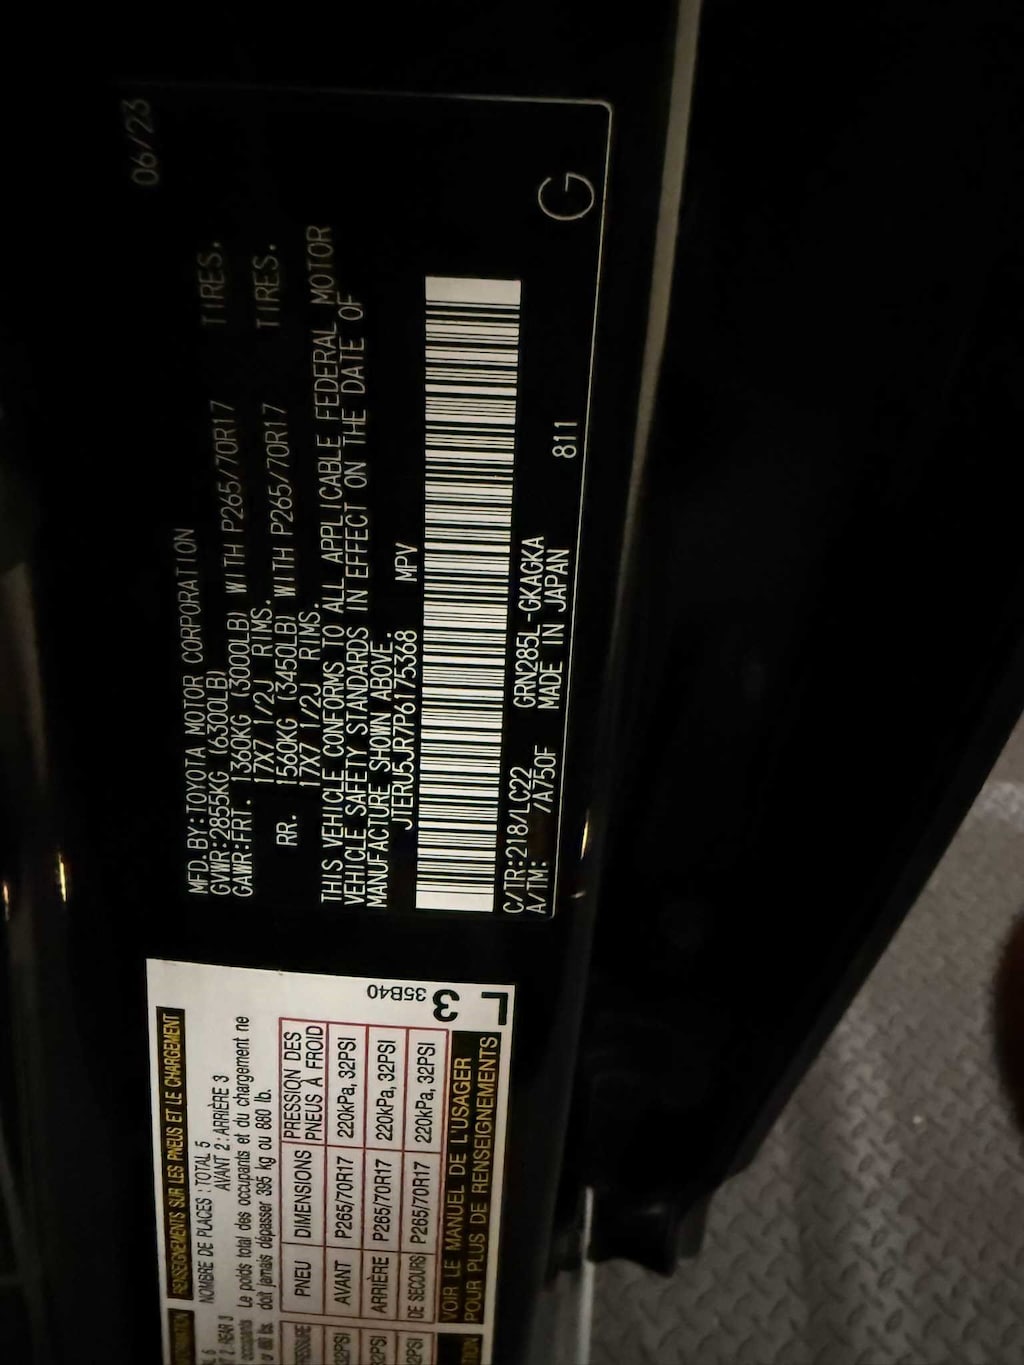 06/23
MFD.BY:TOYOTA MOTOR CORPORATION
GVWR:2855KG (6300LB)
GAWR:FRT. 1360KG (3000LB) WITH P265/70R17 TIRES.
17X7 1/2J RIMS.
RR. 1560KG (3450LB) WITH P265/70R17 TIRES.
17X7 1/2J RIMS.
THIS VEHICLE CONFORMS TO ALL APPLICABLE FEDERAL MOTOR
VEHICLE SAFETY STANDARDS IN EFFECT ON THE DATE OF
MANUFACTURE SHOWN ABOVE.
JTERU5JR7P6175368 MPV
C/TR:218/LC22 GRN285L-GKAGKA
A/TM: /A750F MADE IN JAPAN 811
G
RENSEIGNEMENTS SUR LES PNEUS ET LE CHARGEMENT
NOMBRE DE PLACES : TOTAL 5
AVANT 2 : ARRIÈRE 3
Le poids total des occupants et du chargement ne
doit jamais dépasser 395 kg ou 880 lb.
PNEU DIMENSIONS PRESSION DES PNEUS À FROID
AVANT P265/70R17 220kPa, 32PSI
ARRIÈRE P265/70R17 220kPa, 32PSI
DE SECOURS P265/70R17 220kPa, 32PSI
VOIR LE MANUEL DE L'USAGER
POUR PLUS DE RENSEIGNEMENTS
35B40
3
L
occupants
32PSI